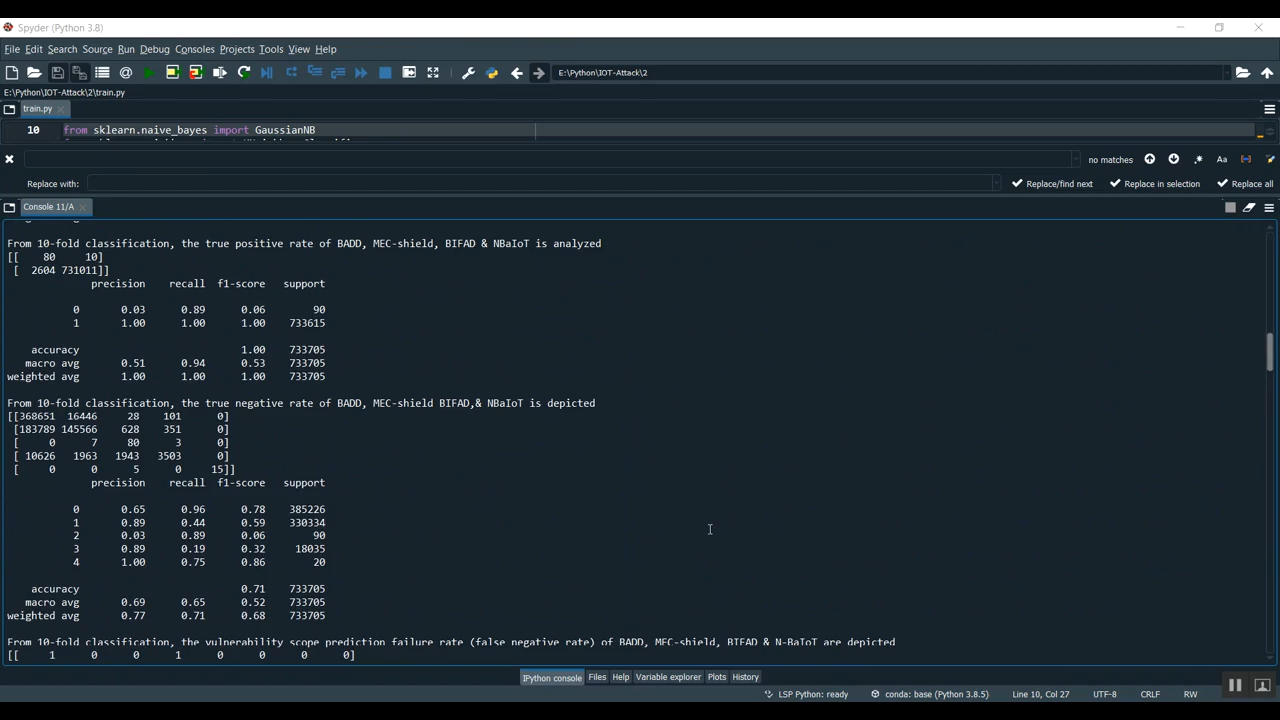 Spyder (Python 3.8)
File Edit Search Source Run Debug Consoles Projects Tools View Help
E:\Python\IOT-Attack\2
E:\Python\IOT-Attack\2\train.py
train.py
10 from sklearn.naive_bayes import GaussianNB
no matches
Aa
Replace with:
Replace/find next Replace in selection Replace all
Console 11/A
From 10-fold classification, the true positive rate of BADD, MEC-shield, BIFAD & NBaIoT is analyzed
[[ 80 10]
[ 2604 731011]]
precision recall f1-score support
0 0.03 0.89 0.06 90
1 1.00 1.00 1.00 733615
accuracy 1.00 733705
macro avg 0.51 0.94 0.53 733705
weighted avg 1.00 1.00 1.00 733705
From 10-fold classification, the true negative rate of BADD, MEC-shield BIFAD,& NBaIoT is depicted
[[368651 16446 28 101 0]
[183789 145566 628 351 0]
[ 0 7 80 3 0]
[ 10626 1963 1943 3503 0]
[ 0 0 5 0 15]]
precision recall f1-score support
0 0.65 0.96 0.78 385226
1 0.89 0.44 0.59 330334
2 0.03 0.89 0.06 90
3 0.89 0.19 0.32 18035
4 1.00 0.75 0.86 20
accuracy 0.71 733705
macro avg 0.69 0.65 0.52 733705
weighted avg 0.77 0.71 0.68 733705
From 10-fold classification, the vulnerability scope prediction failure rate (false negative rate) of BADD, MEC-shield, BIFAD & N-BaIoT are depicted
[[ 1 0 0 1 0 0 0 0]
IPython console Files Help Variable explorer Plots History
LSP Python: ready conda: base (Python 3.8.5) Line 10, Col 27 UTF-8 CRLF RW